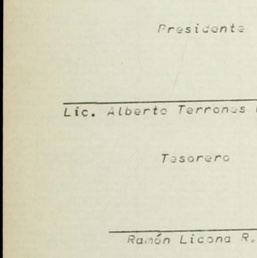 Presidente
Lic. Alberto Terrones
Tesorero
Ramón Licona R.